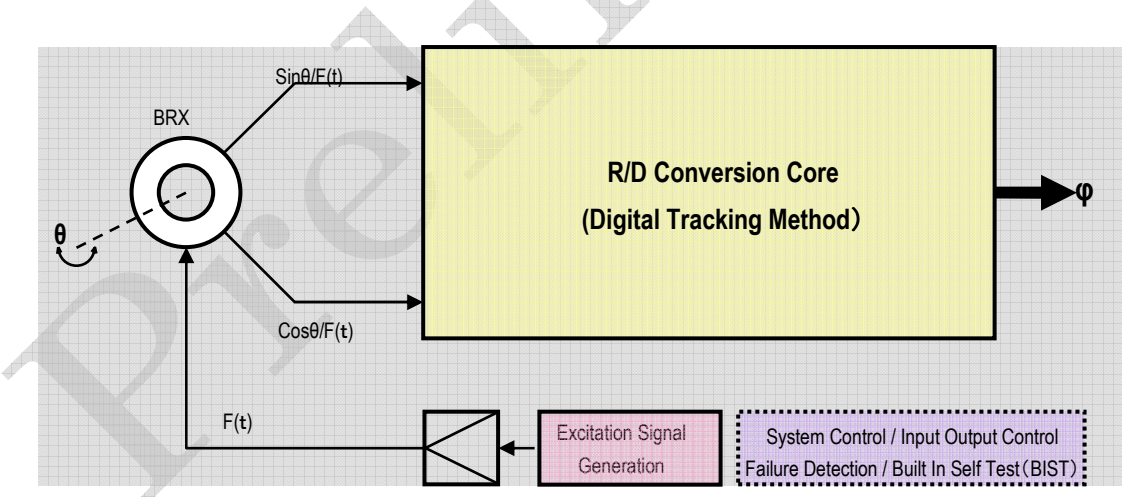 Sinθ/F(t)
BRX
R/D Conversion Core
(Digital Tracking Method）
φ
θ
Cosθ/F(t)
F(t)
Excitation Signal
Generation
System Control / Input Output Control
Failure Detection / Built In Self Test（BIST）